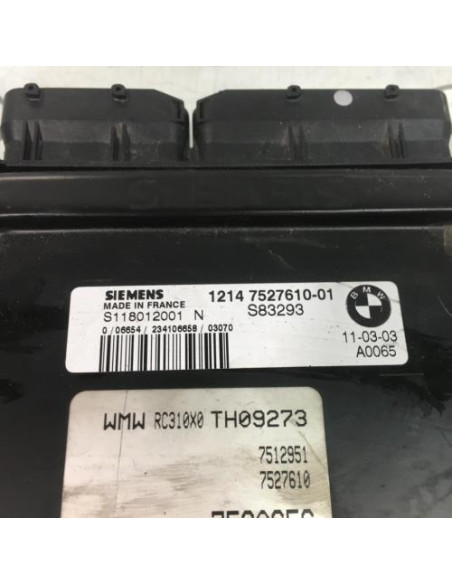 SIEMENS
MADE IN FRANCE
1214 7527610-01
S118012001 N
S83293
BMW
0 / 06654 / 234106658 / 03070
11-03-03
A0065
WMW RC310X0 TH09273
7512951
7527610